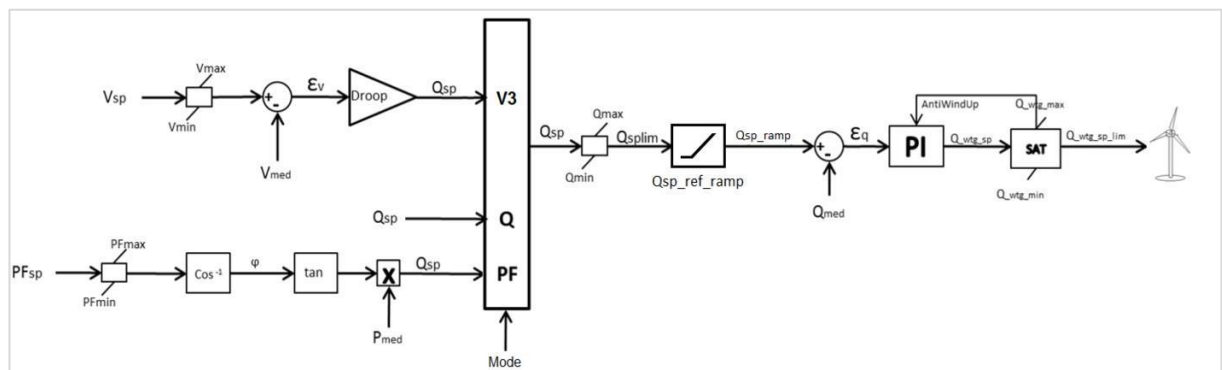 Vmax
Vsp
Vmin
+
-
εv
Droop
Qsp
Vmed
V3
Qsp
Qmax
Qmin
Qsplim
Qsp_ramp
Qsp_ref_ramp
+
-
εq
Qmed
AntiWindUp
PI
Q_wtg_sp
Q_wtg_max
SAT
Q_wtg_min
Q_wtg_sp_lim
Qsp
Q
PFmax
PFsp
PFmin
Cos -1
φ
tan
X
Qsp
Pmed
PF
Mode